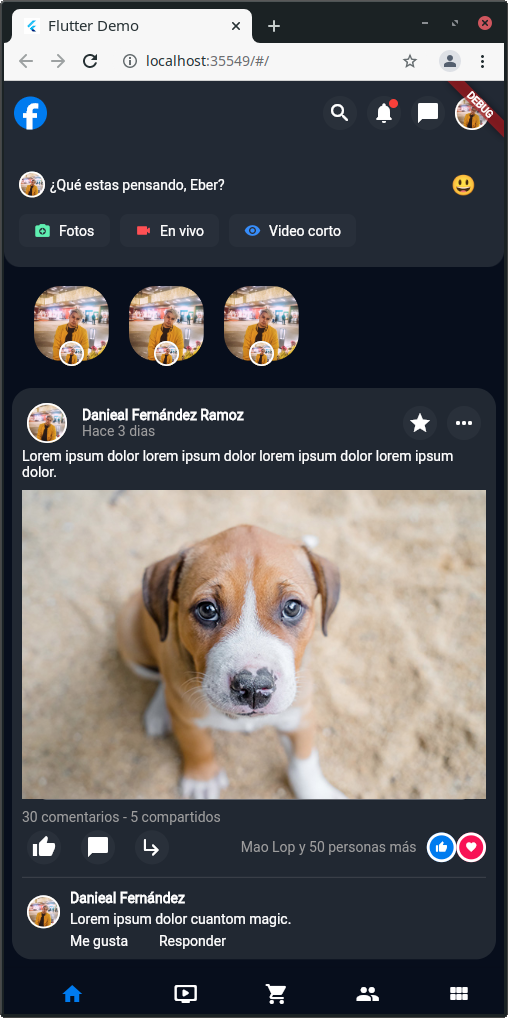 Flutter Demo
localhost:35549/#/
DEBUG
¿Qué estas pensando, Eber?
Fotos
En vivo
Video corto
Danieal Fernández Ramoz
Hace 3 dias
Lorem ipsum dolor lorem ipsum dolor lorem ipsum dolor lorem ipsum
dolor.
30 comentarios - 5 compartidos
Mao Lop y 50 personas más
Danieal Fernández
Lorem ipsum dolor cuantom magic.
Me gusta Responder